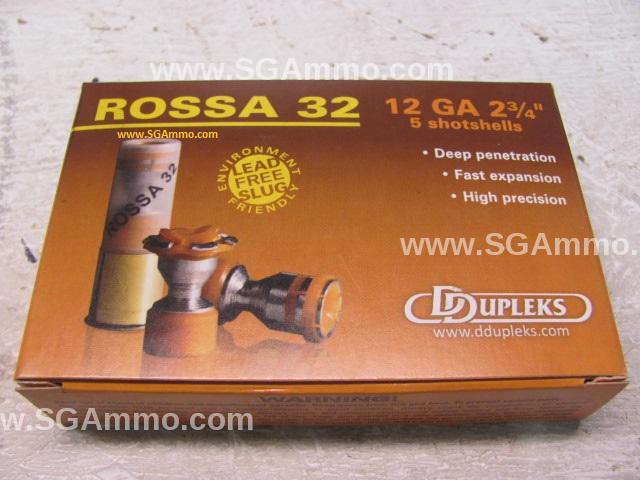 www.SGAmmo.com
ROSSA 32
12 GA 2¾"
5 shotshells
www.SGAmmo.com
ENVIRONMENT FRIENDLY
LEAD
FREE
SLUG
• Deep penetration
• Fast expansion
• High precision
ROSSA 32
www.SGAmmo.
DDUPLEKS
www.ddupleks.com
WARNING!
www.SGAmmo.com
www.SGAmmo.com